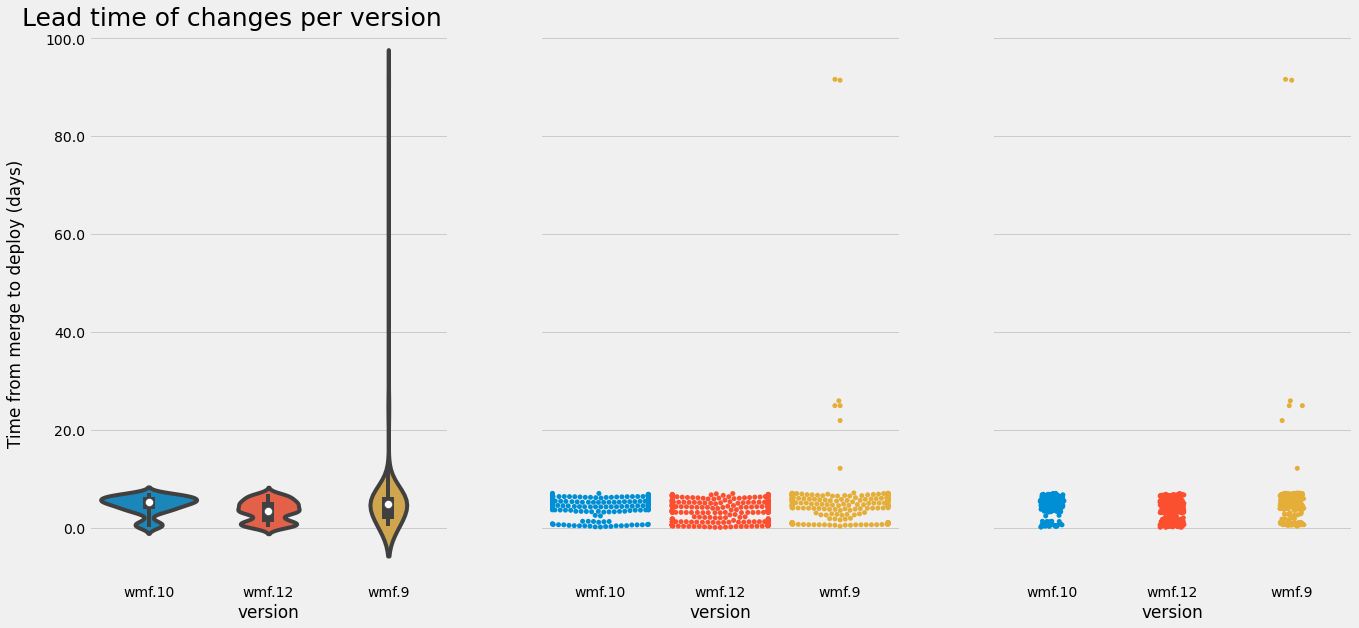 Lead time of changes per version
Time from merge to deploy (days)
100.0
80.0
60.0
40.0
20.0
0.0
wmf.10 wmf.12 wmf.9
version
wmf.10 wmf.12 wmf.9
version
wmf.10 wmf.12 wmf.9
version